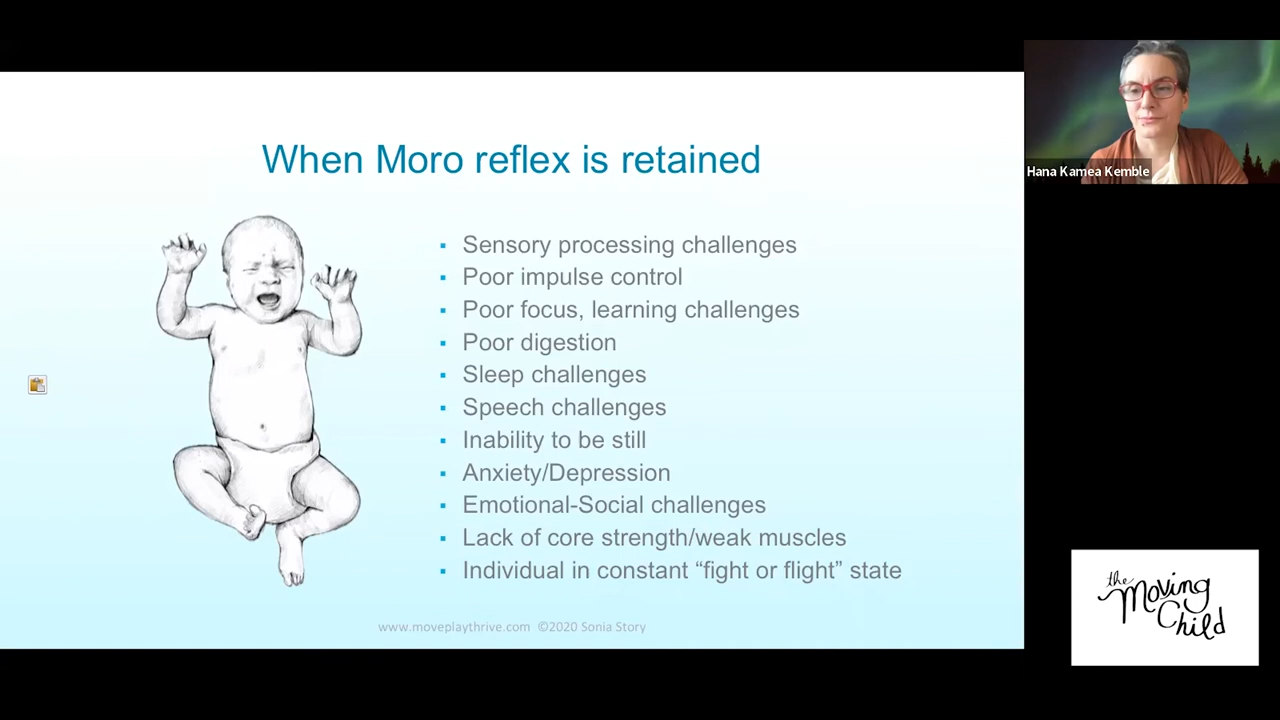 When Moro reflex is retained
▪ Sensory processing challenges
▪ Poor impulse control
▪ Poor focus, learning challenges
▪ Poor digestion
▪ Sleep challenges
▪ Speech challenges
▪ Inability to be still
▪ Anxiety/Depression
▪ Emotional-Social challenges
▪ Lack of core strength/weak muscles
▪ Individual in constant “fight or flight” state
www.moveplaythrive.com ©2020 Sonia Story
Hana Kamea Kemble
the
Moving
Child